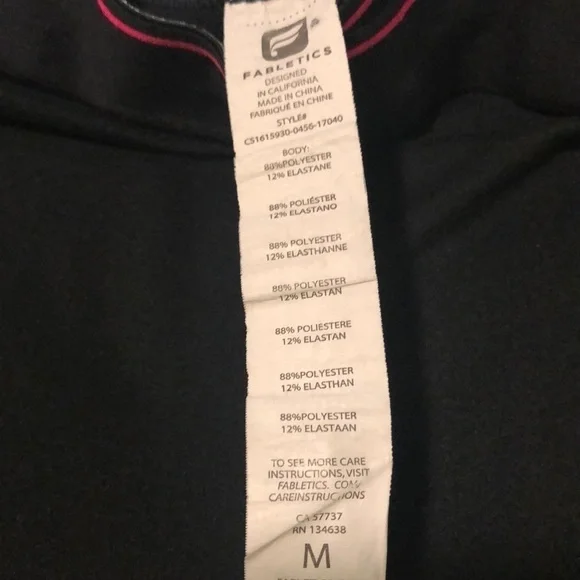 FABLETICS
DESIGNED
IN CALIFORNIA
MADE IN CHINA
FABRIQUÉ EN CHINE
STYLE#
CS1615930-0456-17040
BODY:
88%POLYESTER
12% ELASTANE
88% POLIÉSTER
12% ELASTANO
88% POLYESTER
12% ELASTHANNE
88% POLYESTER
12% ELASTAN
88% POLIESTERE
12% ELASTAN
88%POLYESTER
12% ELASTHAN
88%POLYESTER
12% ELASTAAN
TO SEE MORE CARE
INSTRUCTIONS, VISIT
FABLETICS. COM/
CAREINSTRUCTIONS
CA 57737
RN 134638
M